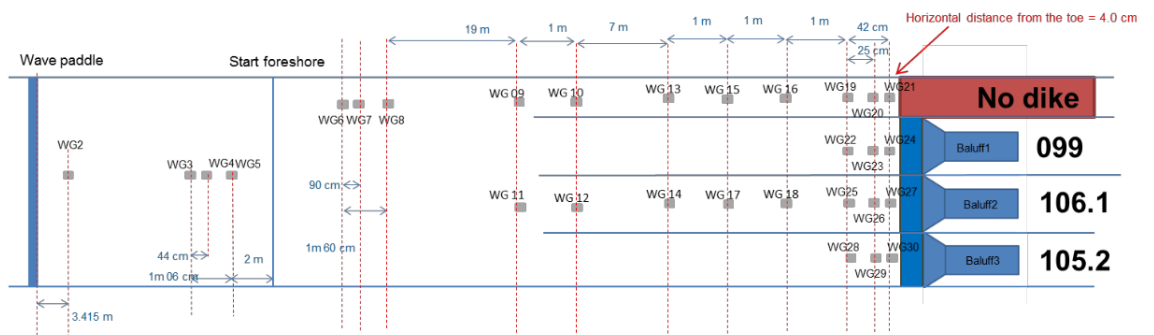 Horizontal distance from the toe = 4.0 cm
19 m
1 m
7 m
1 m
1 m
1 m
42 cm
25 cm
Wave paddle
Start foreshore
WG 09
WG 10
WG 13
WG 15
WG 16
WG19
WG21
No dike
WG6
WG7
WG8
WG20
WG2
WG3
WG4
WG5
WG22
WG24
WG23
Baluff1
099
90 cm
WG 11
WG 12
WG 14
WG 17
WG 18
WG25
WG27
WG26
Baluff2
106.1
44 cm
2 m
1m 60 cm
WG28
WG30
WG29
Baluff3
105.2
1m 06 cm
3.415 m